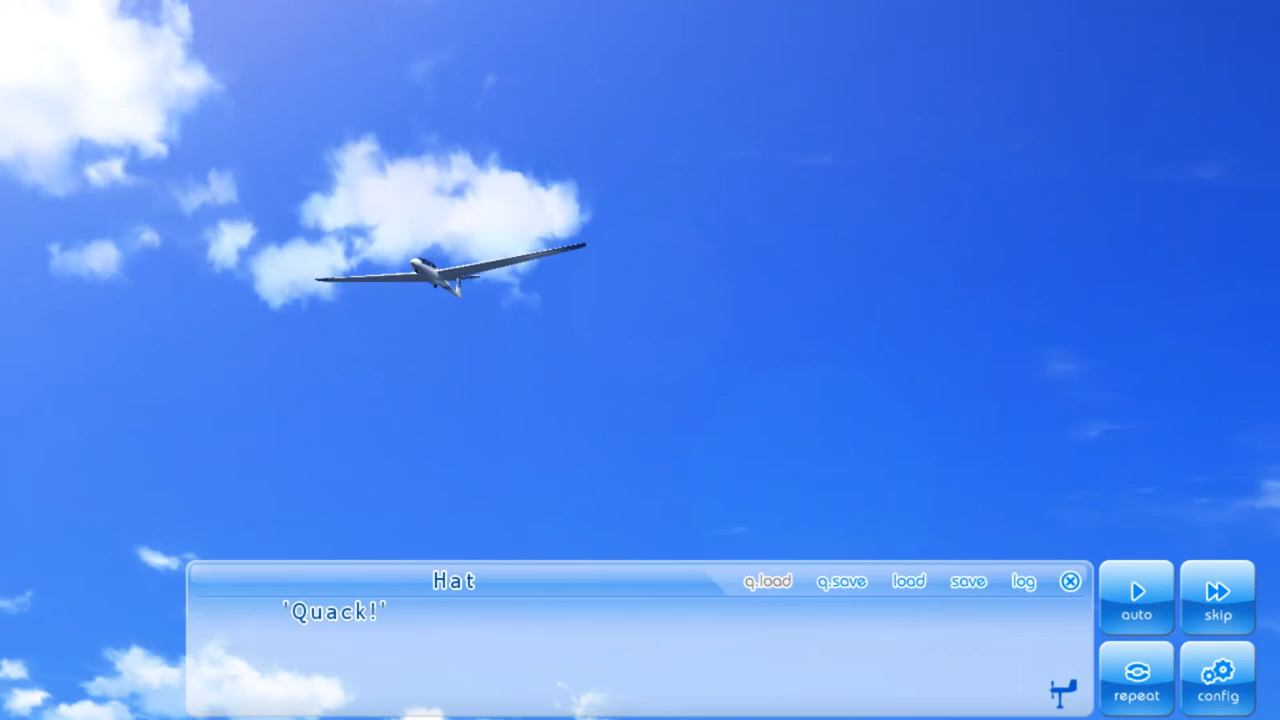 Hat
q.load q.save load save log
'Quack!'
auto skip
repeat config